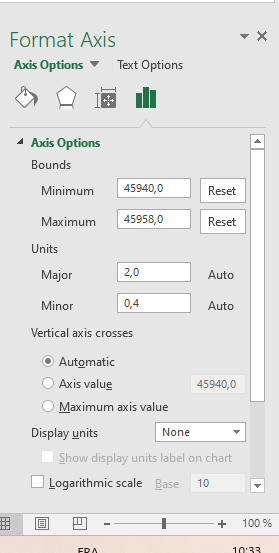 Format Axis
Axis Options Text Options
Axis Options
Bounds
Minimum 45940,0 Reset
Maximum 45958,0 Reset
Units
Major 2,0 Auto
Minor 0,4 Auto
Vertical axis crosses
Automatic
Axis value 45940,0
Maximum axis value
Display units None
Show display units label on chart
Logarithmic scale Base 10
100 %
10:33